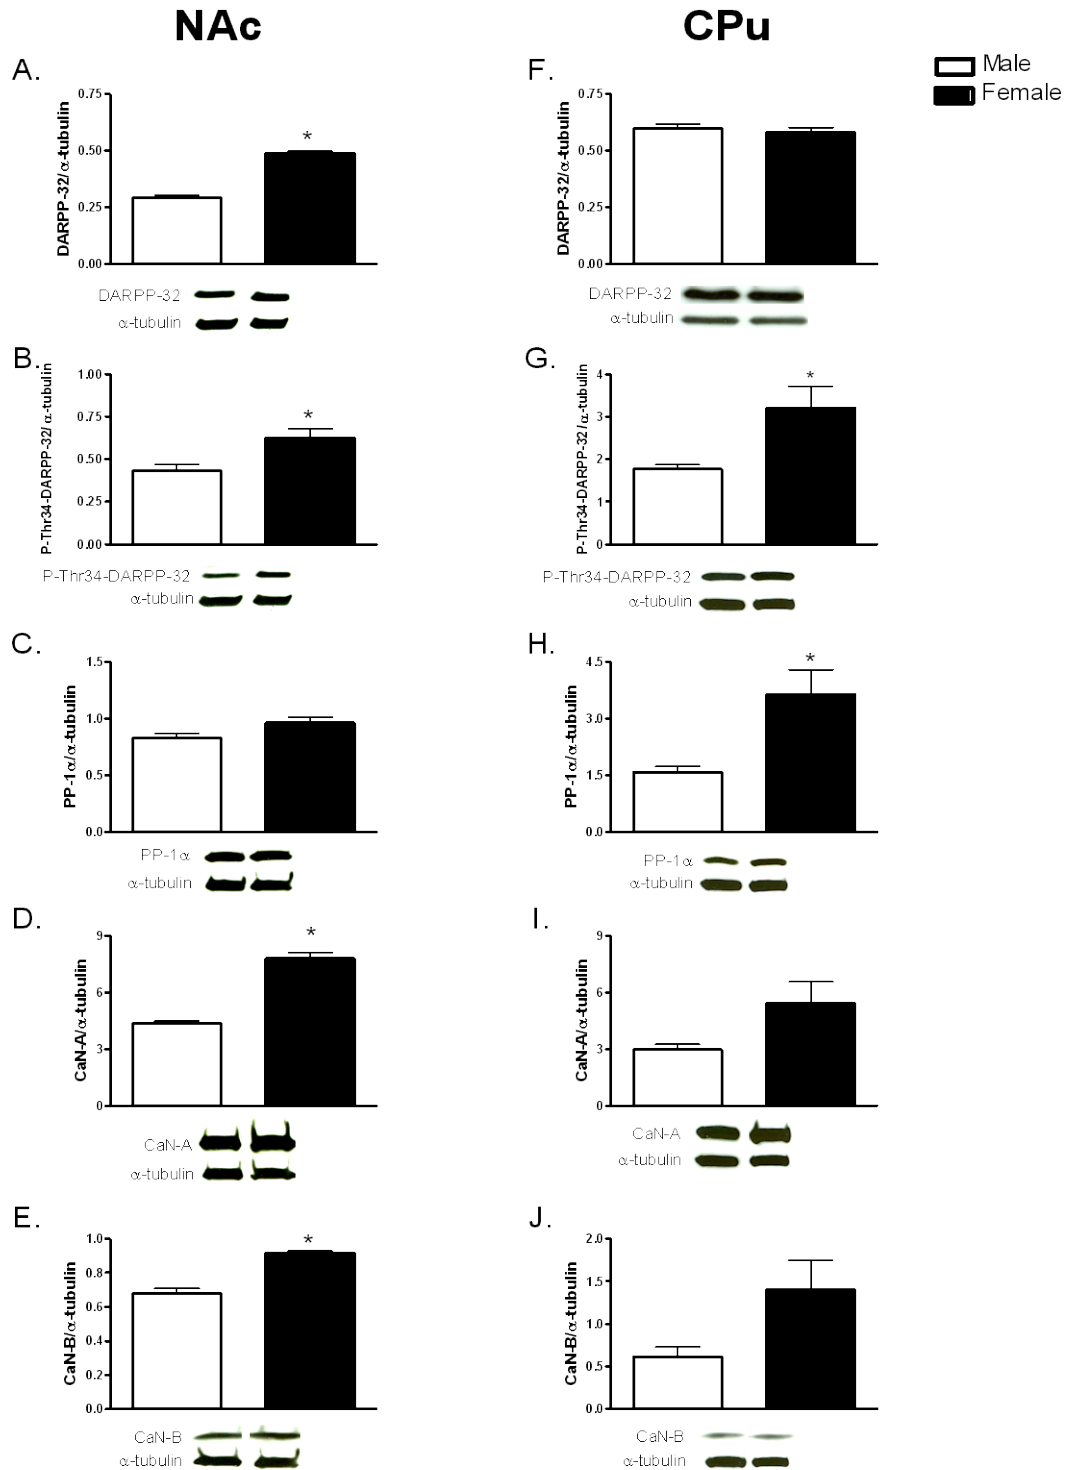 NAc
CPu
Male
Female
A.
DARPP-32/α-tubulin
0.75
0.50
0.25
0.00
*
DARPP-32
α-tubulin
F.
DARPP-32/α-tubulin
0.75
0.50
0.25
0.00
DARPP-32
α-tubulin
B.
P-Thr34-DARPP-32/α-tubulin
1.00
0.75
0.50
0.25
0.00
*
P-Thr34-DARPP-32
α-tubulin
G.
P-Thr34-DARPP-32/α-tubulin
4
3
2
1
0
*
P-Thr34-DARPP-32
α-tubulin
C.
PP-1α/α-tubulin
1.5
1.0
0.5
0.0
PP-1α
α-tubulin
H.
PP-1α/α-tubulin
4.5
3.0
1.5
0.0
*
PP-1α
α-tubulin
D.
CaN-A/α-tubulin
9
6
3
0
*
CaN-A
α-tubulin
I.
CaN-A/α-tubulin
9
6
3
0
CaN-A
α-tubulin
E.
CaN-B/α-tubulin
1.0
0.8
0.6
0.4
0.2
0.0
*
CaN-B
α-tubulin
J.
CaN-B/α-tubulin
2.0
1.5
1.0
0.5
0.0
CaN-B
α-tubulin